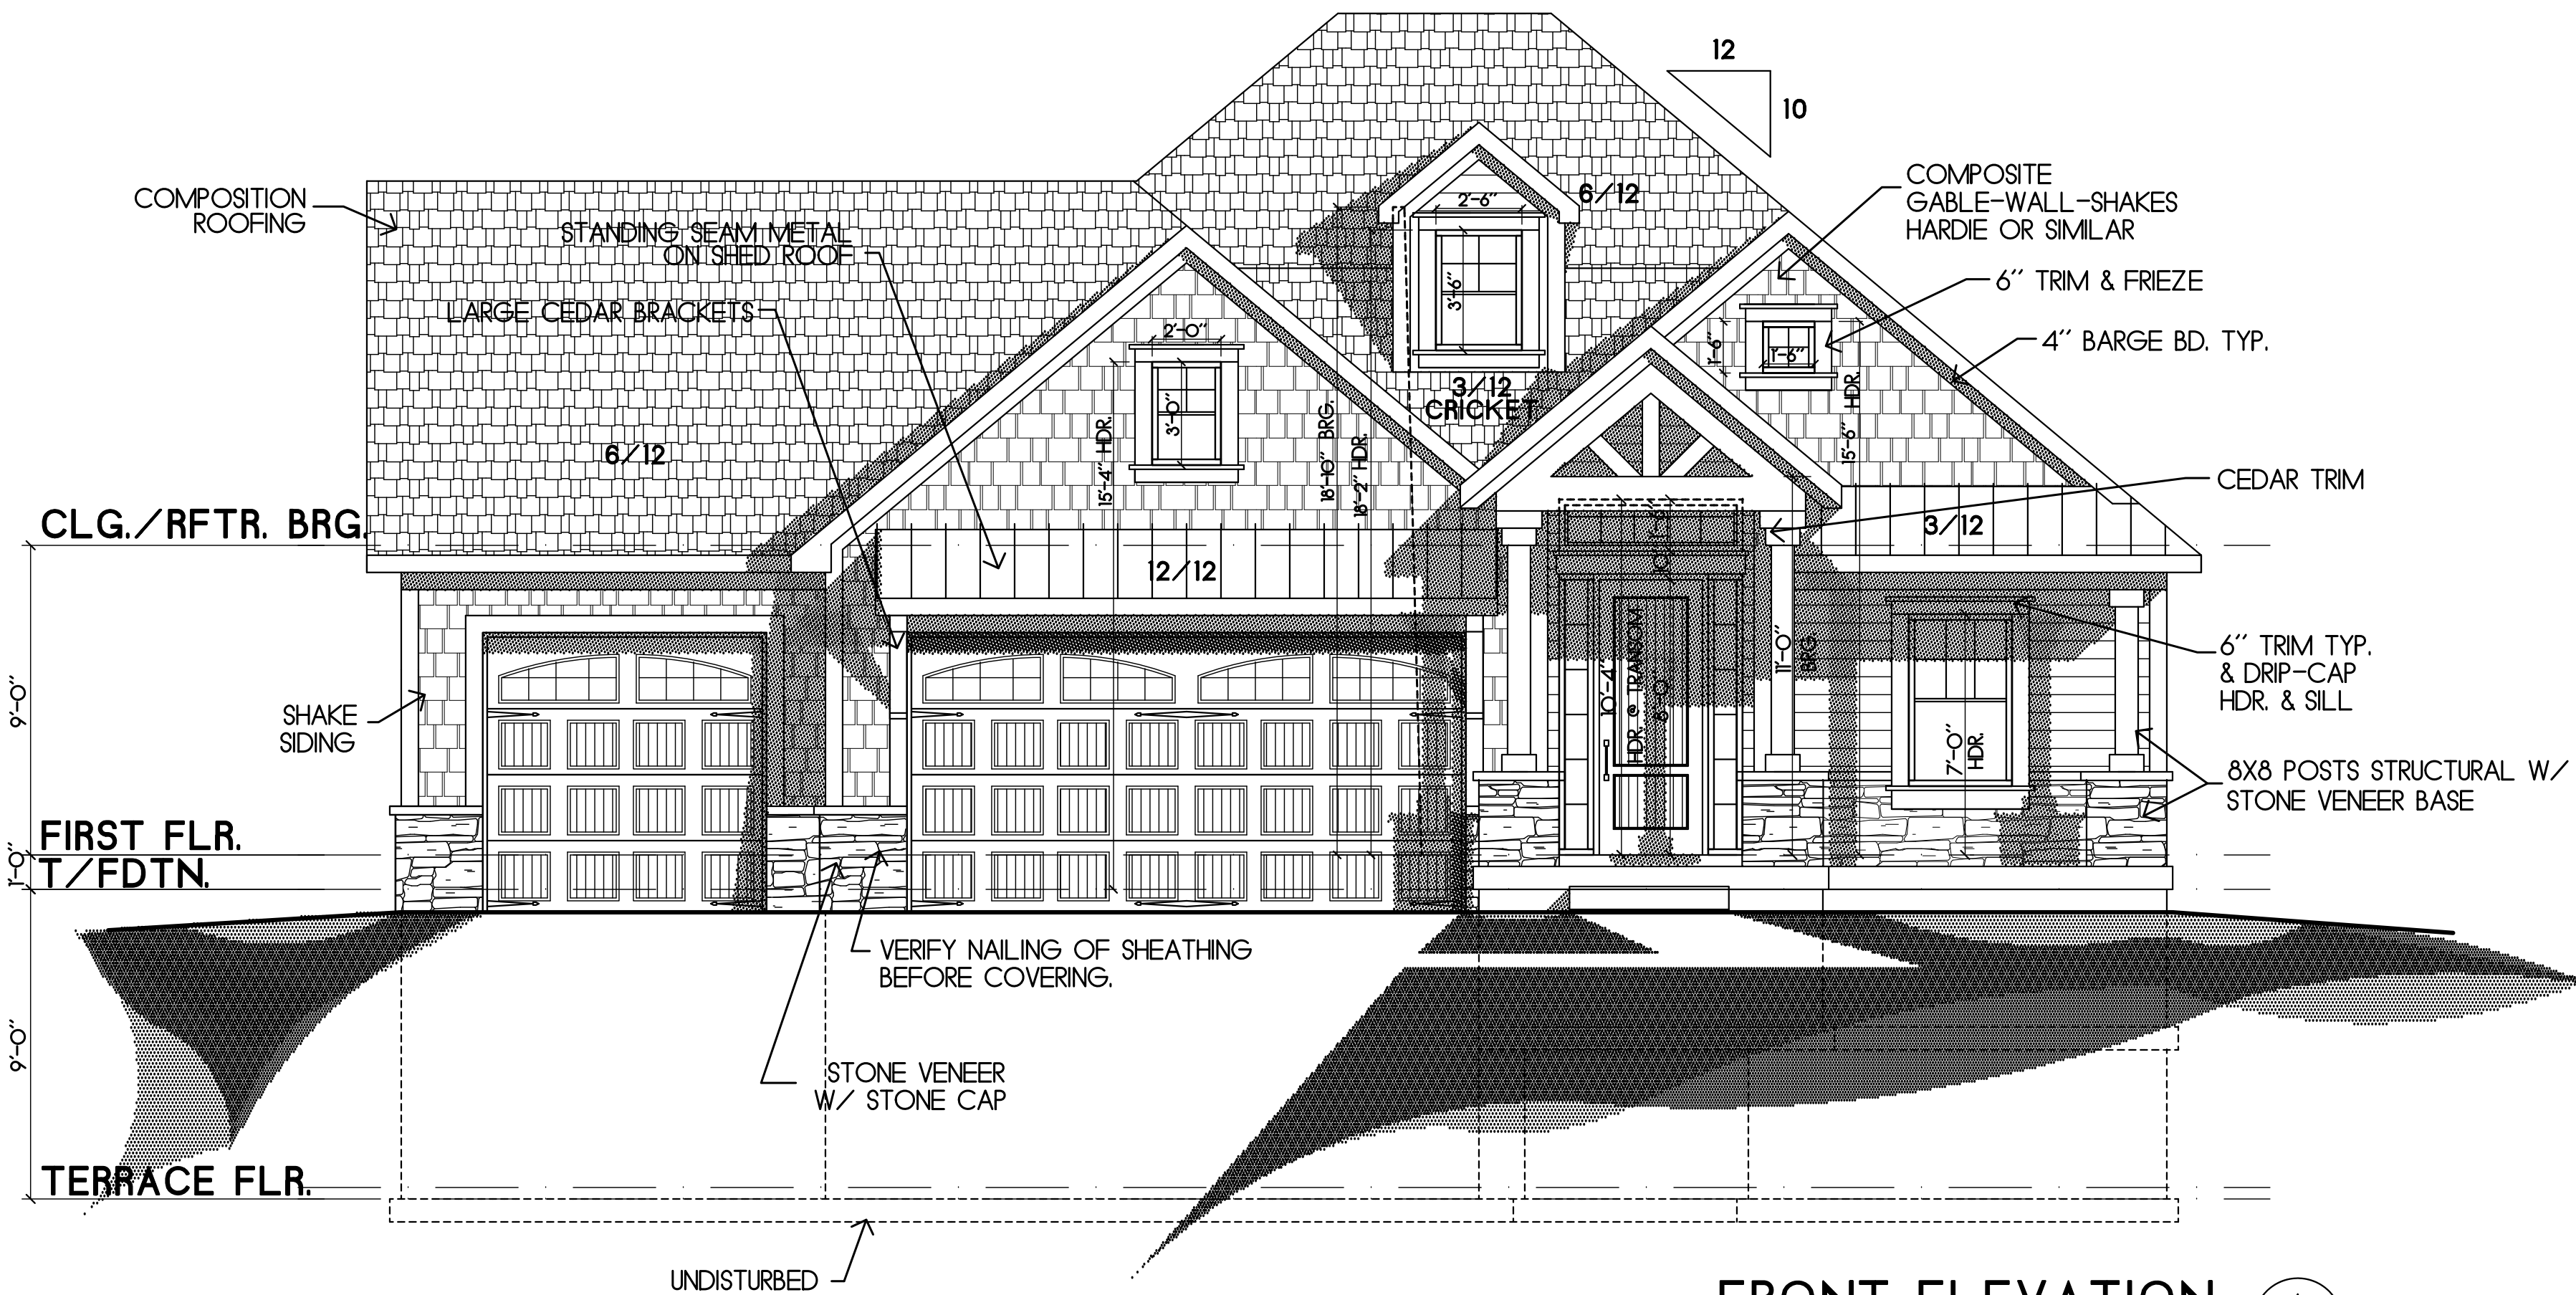 12
10
COMPOSITION
ROOFING
STANDING SEAM METAL
ON SHED ROOF
LARGE CEDAR BRACKETS
6/12
2'-6"
3'-6"
COMPOSITE
GABLE-WALL-SHAKES
HARDIE OR SIMILAR
6" TRIM & FRIEZE
4" BARGE BD. TYP.
2'-0"
3'-0"
1'-6"
1'-6"
3/12
CRICKET
15'-4" HDR.
18'-10" BRG.
18'-2" HDR.
15'-6" HDR.
6/12
CEDAR TRIM
CLG./RFTR. BRG.
12/12
3/12
9'-0"
SHAKE
SIDING
10'-4"
HDR. @ TRANSOM
8'-0"
11'-0"
BRG.
7'-0"
HDR.
6" TRIM TYP.
& DRIP-CAP
HDR. & SILL
8X8 POSTS STRUCTURAL W/
STONE VENEER BASE
FIRST FLR.
1'-0"
T/FDTN.
VERIFY NAILING OF SHEATHING
BEFORE COVERING.
9'-0"
STONE VENEER
W/ STONE CAP
TERRACE FLR.
UNDISTURBED
FRONT ELEVATION